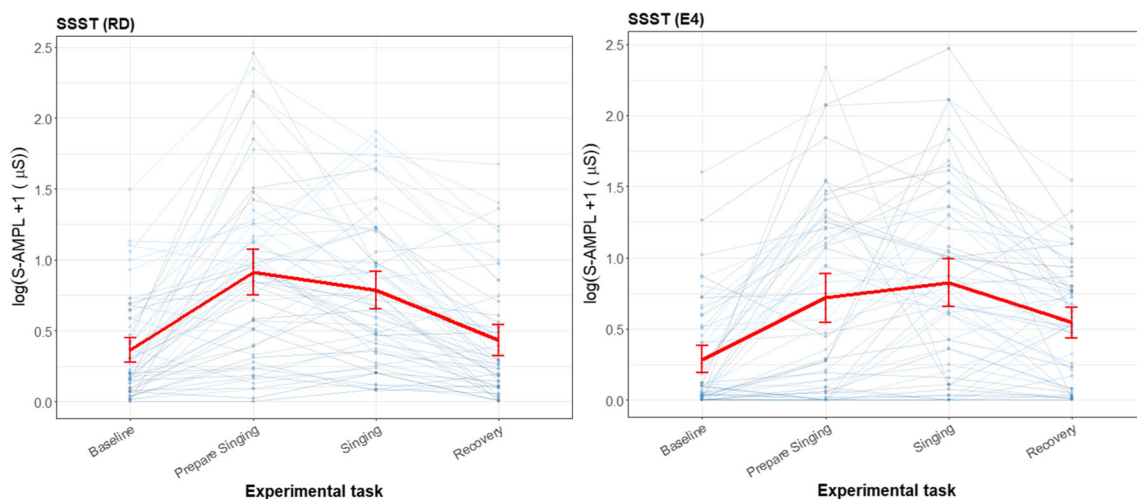 SSST (RD)
log(S-AMPL +1 ( μS))
2.5
2.0
1.5
1.0
0.5
0.0
Baseline
Prepare Singing
Singing
Recovery
Experimental task
SSST (E4)
log(S-AMPL +1 ( μS))
2.5
2.0
1.5
1.0
0.5
0.0
Baseline
Prepare Singing
Singing
Recovery
Experimental task